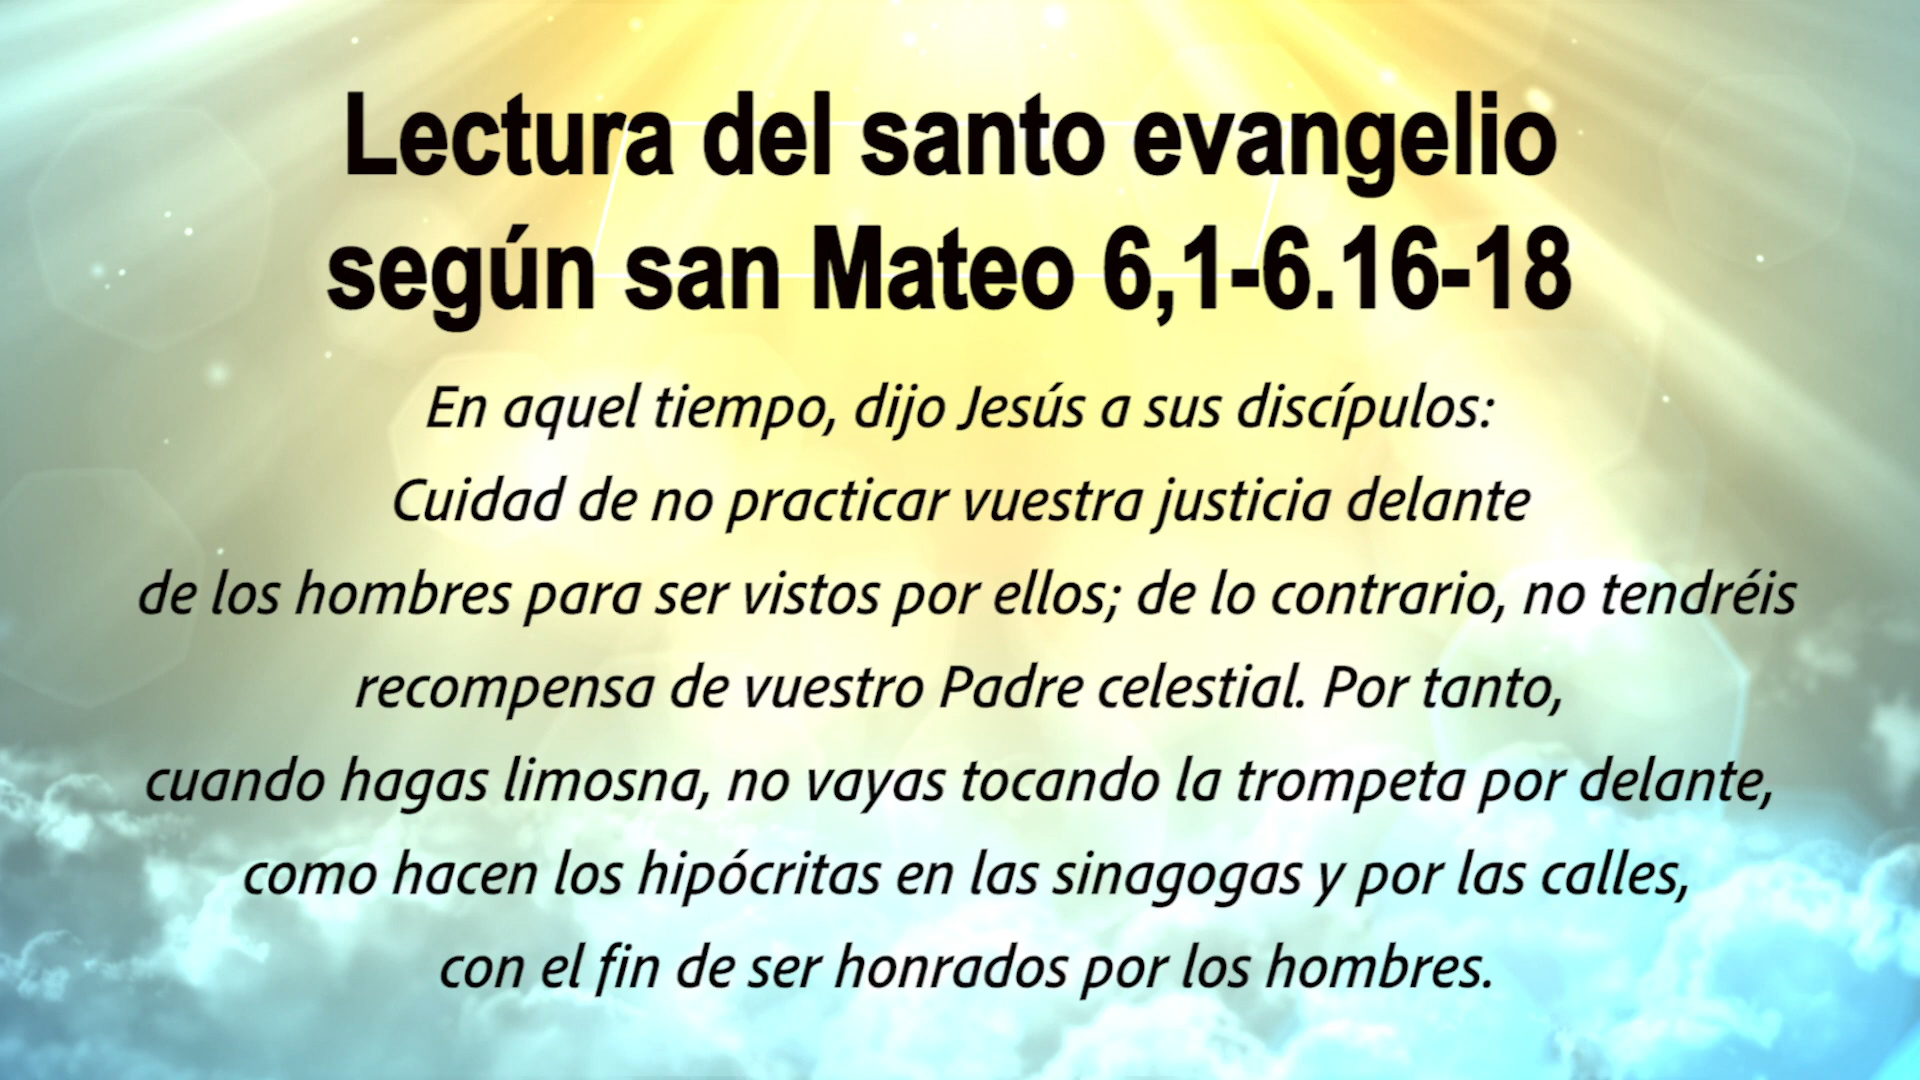 Lectura del santo evangelio
según san Mateo 6,1-6.16-18
En aquel tiempo, dijo Jesús a sus discípulos:
Cuidad de no practicar vuestra justicia delante
de los hombres para ser vistos por ellos; de lo contrario, no tendréis
recompensa de vuestro Padre celestial. Por tanto,
cuando hagas limosna, no vayas tocando la trompeta por delante,
como hacen los hipócritas en las sinagogas y por las calles,
con el fin de ser honrados por los hombres.